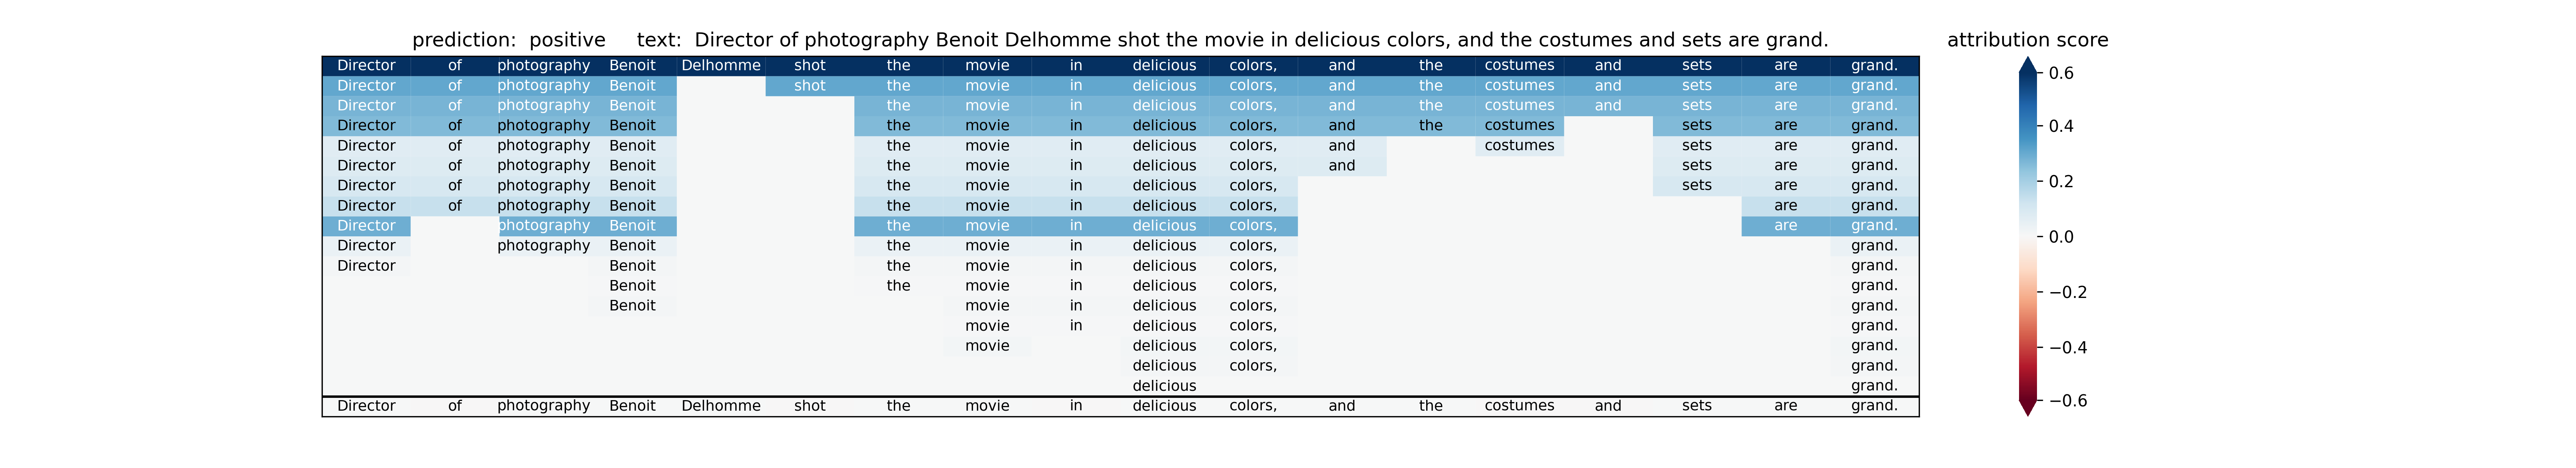 prediction: positive text: Director of photography Benoit Delhomme shot the movie in delicious colors, and the costumes and sets are grand. attribution score
Director of photography Benoit Delhomme shot the movie in delicious colors, and the costumes and sets are grand.
Director of photography Benoit shot the movie in delicious colors, and the costumes and sets are grand.
Director of photography Benoit the movie in delicious colors, and the costumes and sets are grand.
Director of photography Benoit the movie in delicious colors, and the costumes sets are grand.
Director of photography Benoit the movie in delicious colors, and costumes sets are grand.
Director of photography Benoit the movie in delicious colors, and sets are grand.
Director of photography Benoit the movie in delicious colors, sets are grand.
Director of photography Benoit the movie in delicious colors, are grand.
Director photography Benoit the movie in delicious colors, are grand.
Director photography Benoit the movie in delicious colors, grand.
Director Benoit the movie in delicious colors, grand.
Benoit the movie in delicious colors, grand.
Benoit movie in delicious colors, grand.
movie in delicious colors, grand.
movie delicious colors, grand.
delicious colors, grand.
delicious grand.
Director of photography Benoit Delhomme shot the movie in delicious colors, and the costumes and sets are grand.
0.6
0.4
0.2
0.0
−0.2
−0.4
−0.6